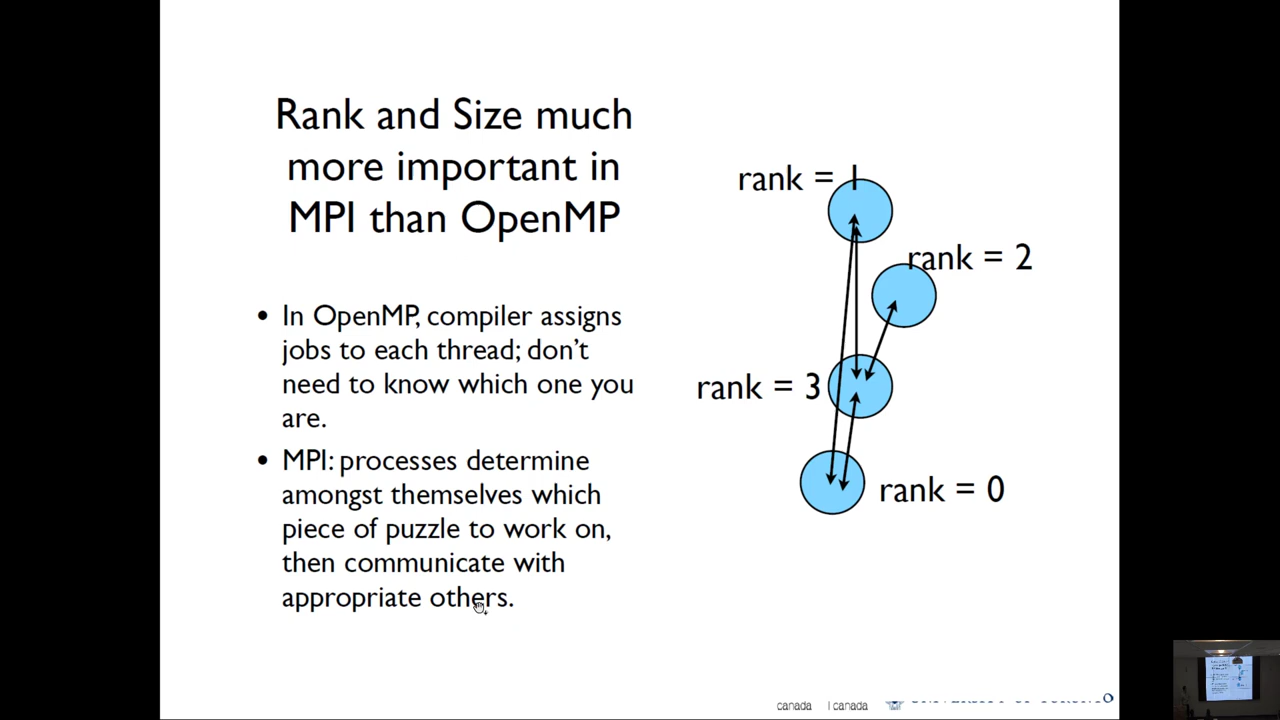 Rank and Size much
more important in
MPI than OpenMP
• In OpenMP, compiler assigns
jobs to each thread; don't
need to know which one you
are.
• MPI: processes determine
amongst themselves which
piece of puzzle to work on,
then communicate with
appropriate others.
rank = 1
rank = 2
rank = 3
rank = 0
canada
canada